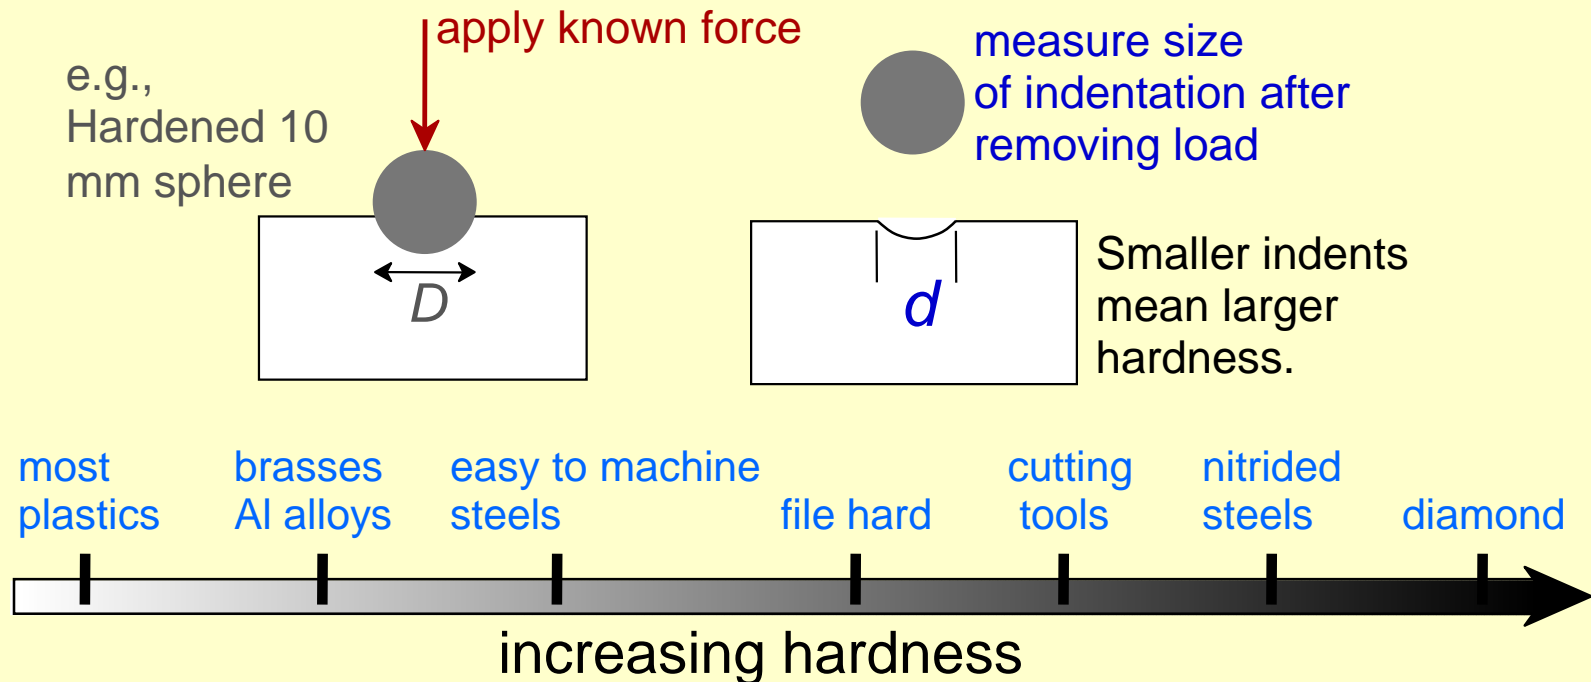 apply known force
e.g.,
Hardened 10
mm sphere
D
measure size
of indentation after
removing load
d
Smaller indents
mean larger
hardness.
most
plastics
brasses
Al alloys
easy to machine
steels
file hard
cutting
tools
nitrided
steels
diamond
increasing hardness